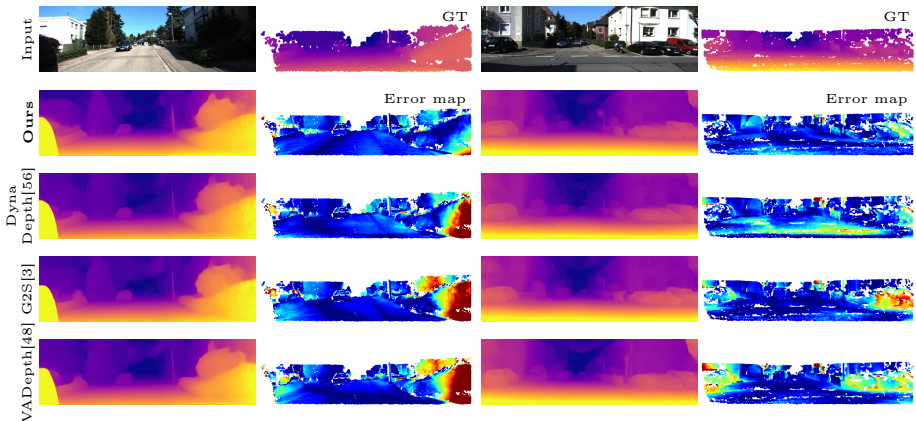 Input
GT
GT
Ours
Error map
Error map
Dyna
Depth[56]
G2S[3]
VADepth[48]